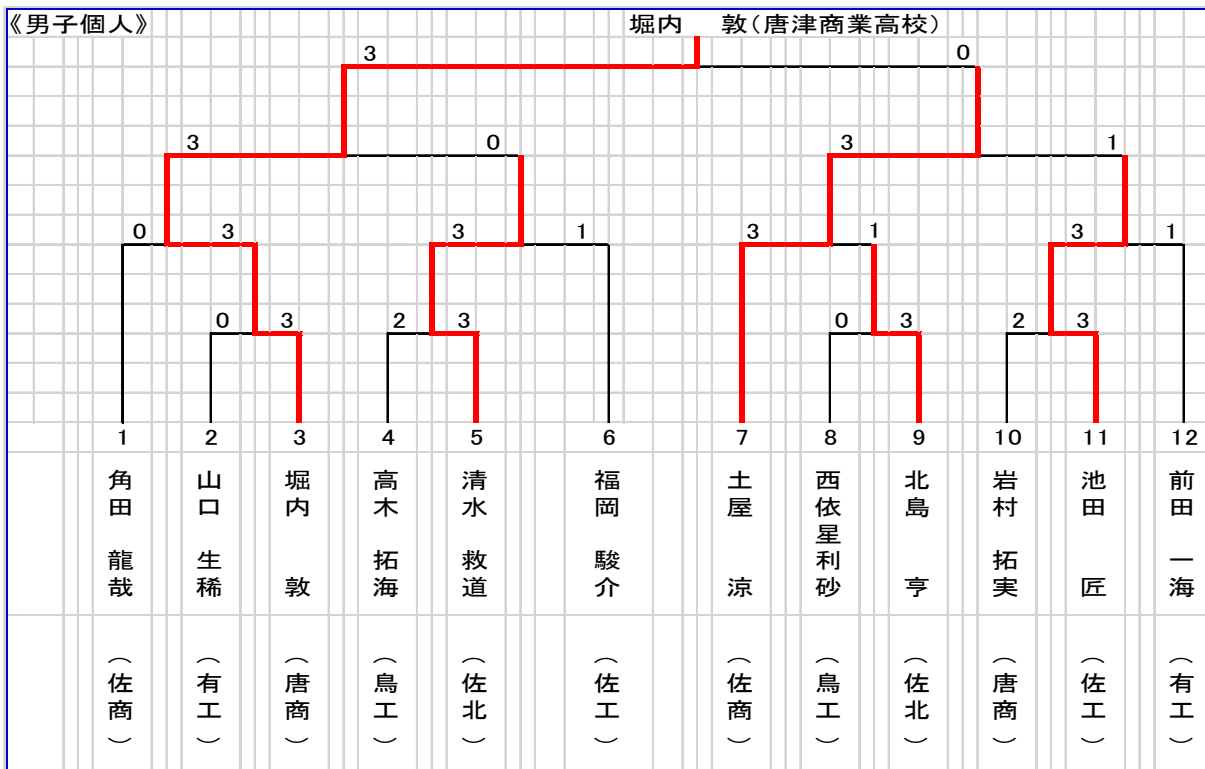 《男子個人》
堀内　敦(唐津商業高校)
3 0
3 0 3 1
0 3 3 1 3 1 3 1
0 3 2 3 0 3 2 3
1 2 3 4 5 6 7 8 9 10 11 12
角田　龍哉
山口　生稀
堀内　敦
高木　拓海
清水　救道
福岡　駿介
土屋　涼
西依星利砂
北島　亨
岩村　拓実
池田　匠
前田　一海
(佐商)
(有工)
(唐商)
(鳥工)
(佐北)
(佐工)
(佐商)
(鳥工)
(佐北)
(唐商)
(佐工)
(有工)